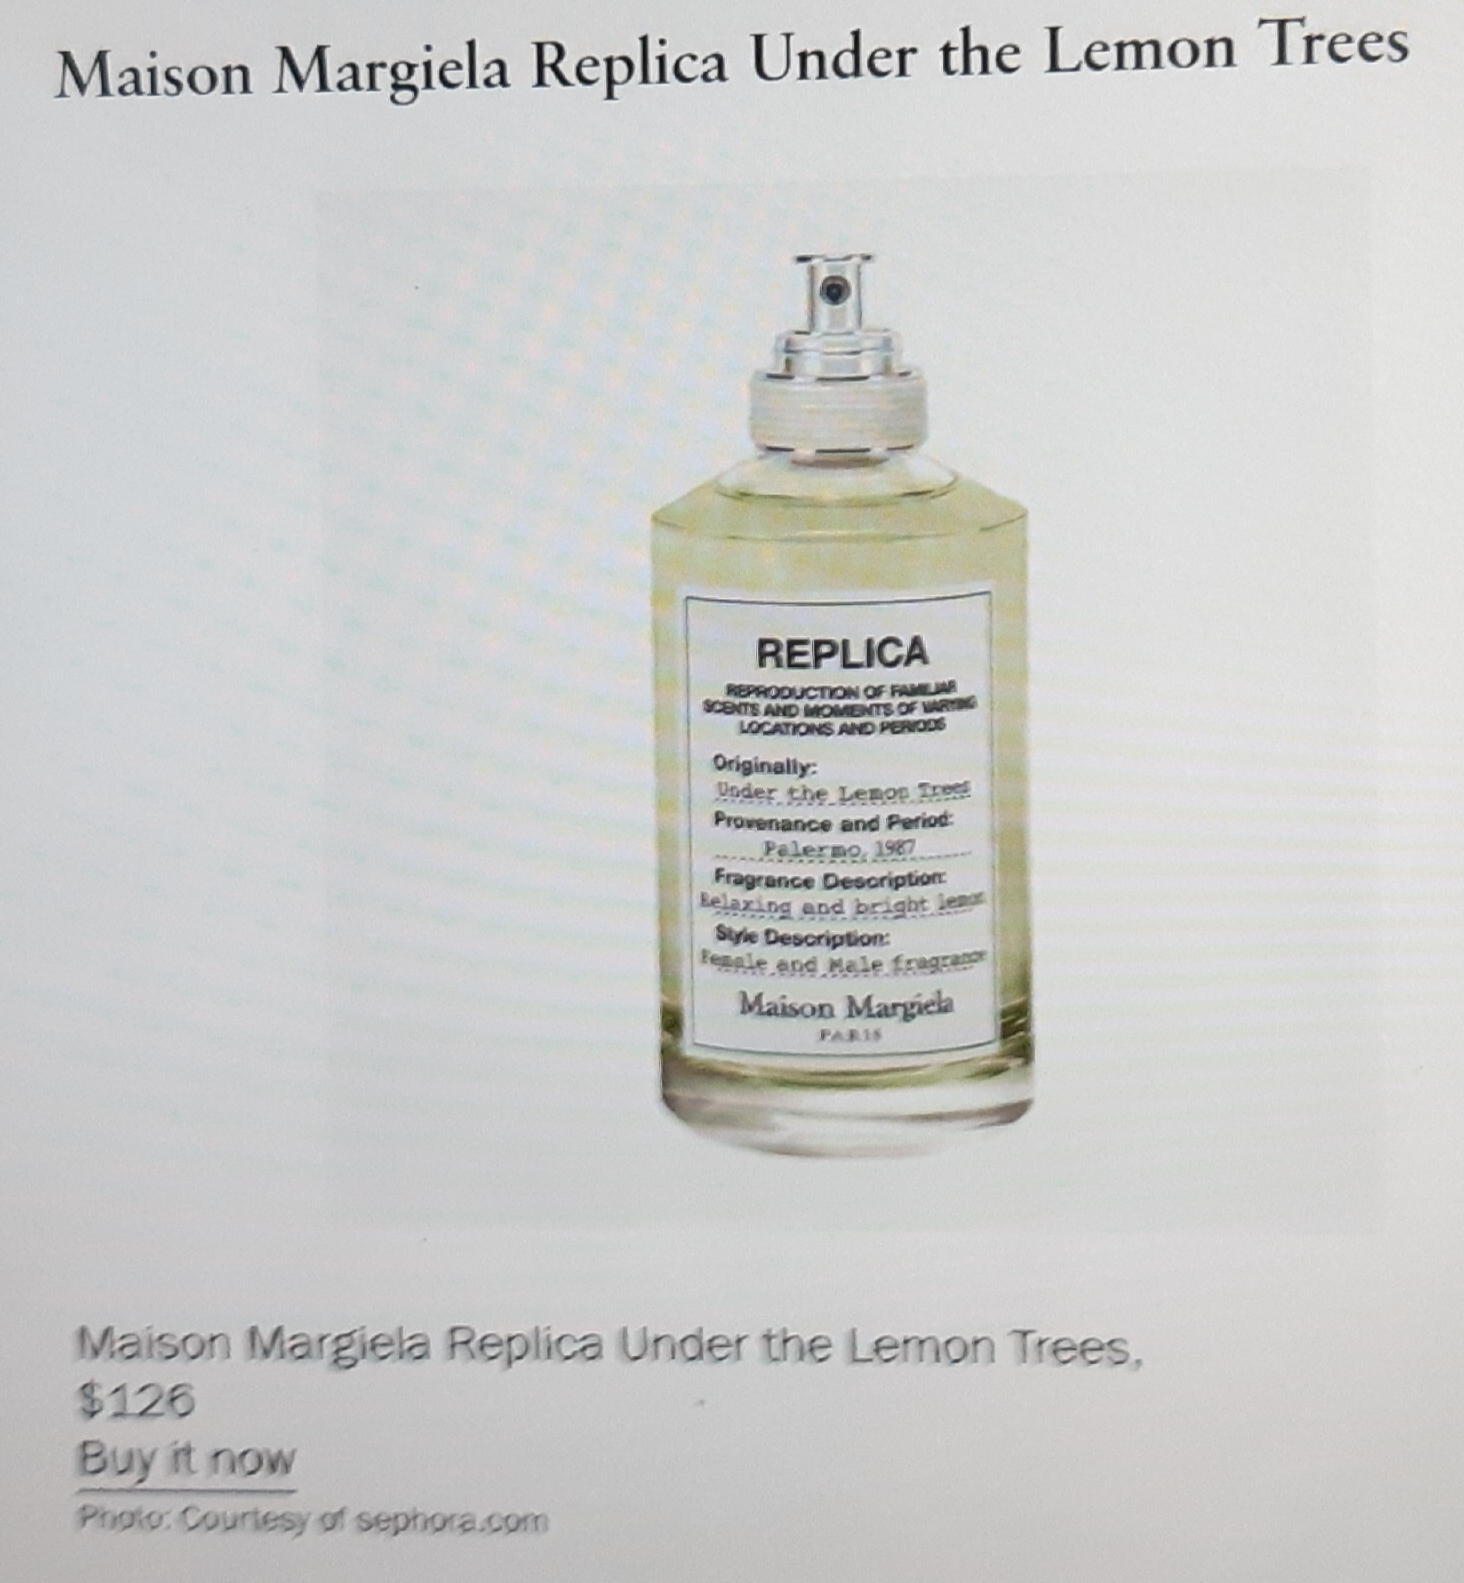 Maison Margiela Replica Under the Lemon Trees
REPLICA
REPRODUCTION OF FAMILIAR
SCENTS AND MOMENTS OF VARYING
LOCATIONS AND PERIODS
Originally:
Under the Lemon Trees
Provenance and Period:
Palermo, 1987
Fragrance Description:
Relaxing and bright lemon
Style Description:
Female and Male fragrance
Maison Margiela
PARIS
Maison Margiela Replica Under the Lemon Trees,
$126
Buy it now
Photo: Courtesy of sephora.com